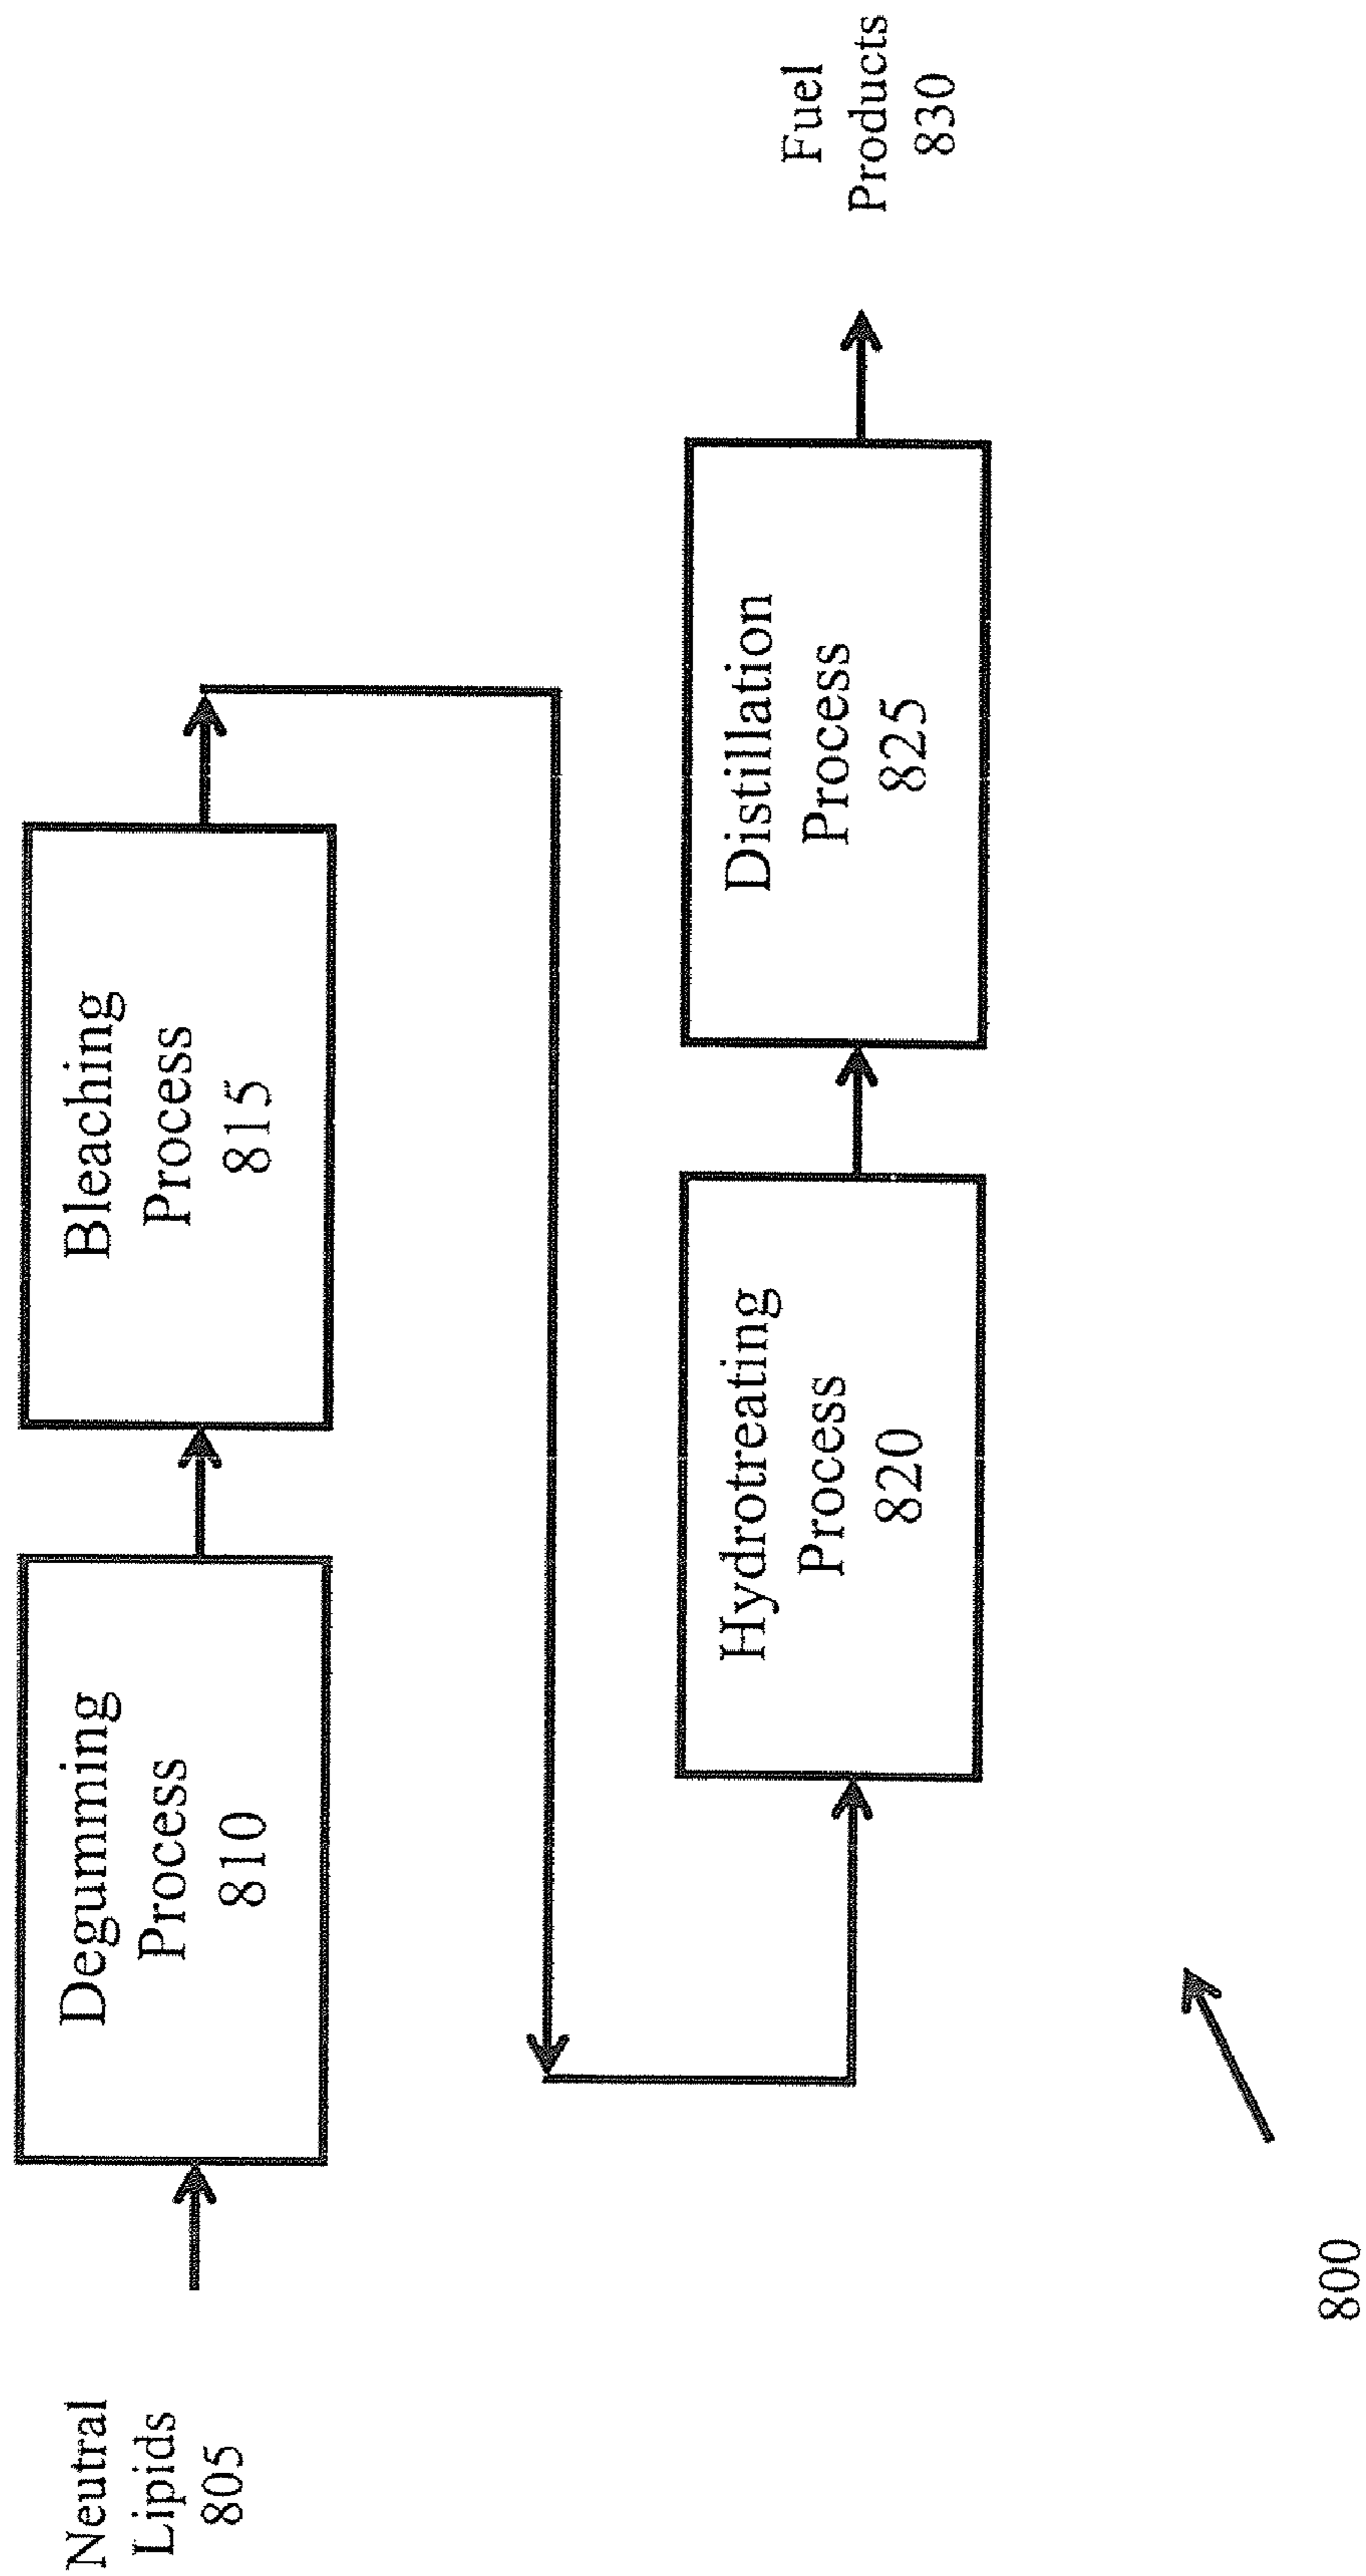 Neutral
Lipids
805
Degumming
Process
810
Bleaching
Process
815
Hydrotreating
Process
820
Distillation
Process
825
Fuel
Products
830
800